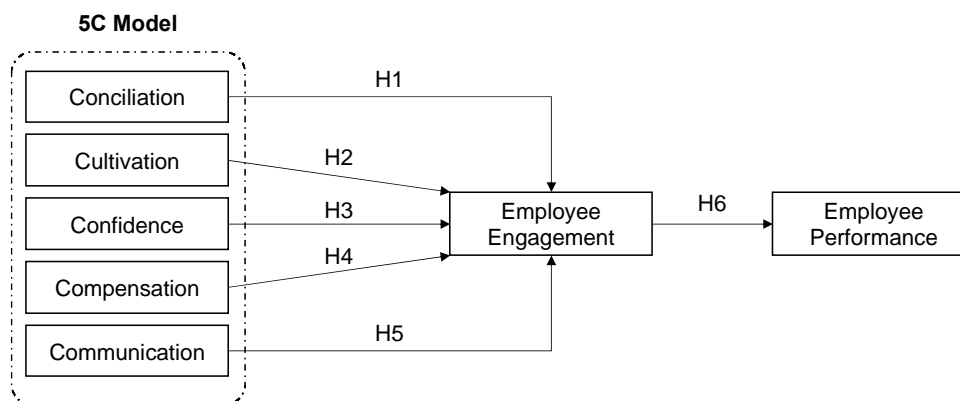 5C Model
Conciliation
H1
Cultivation
H2
Confidence
H3
Employee
Engagement
H6
Employee
Performance
Compensation
H4
Communication
H5